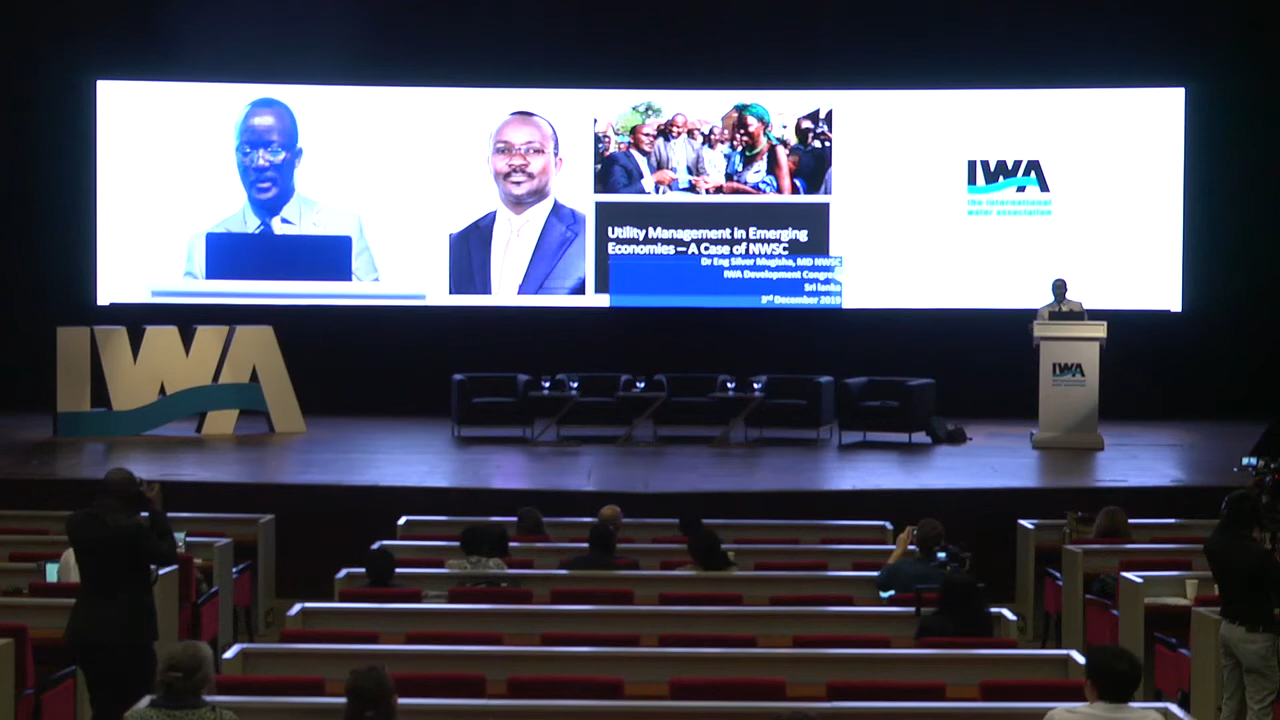 IWA
the international
water association
Utility Management in Emerging
Economies – A Case of NWSC
Dr Eng Silver Mugisha, MD NWSC
IWA Development Congress
Sri lanka
3rd December 2019
IWA
IWA